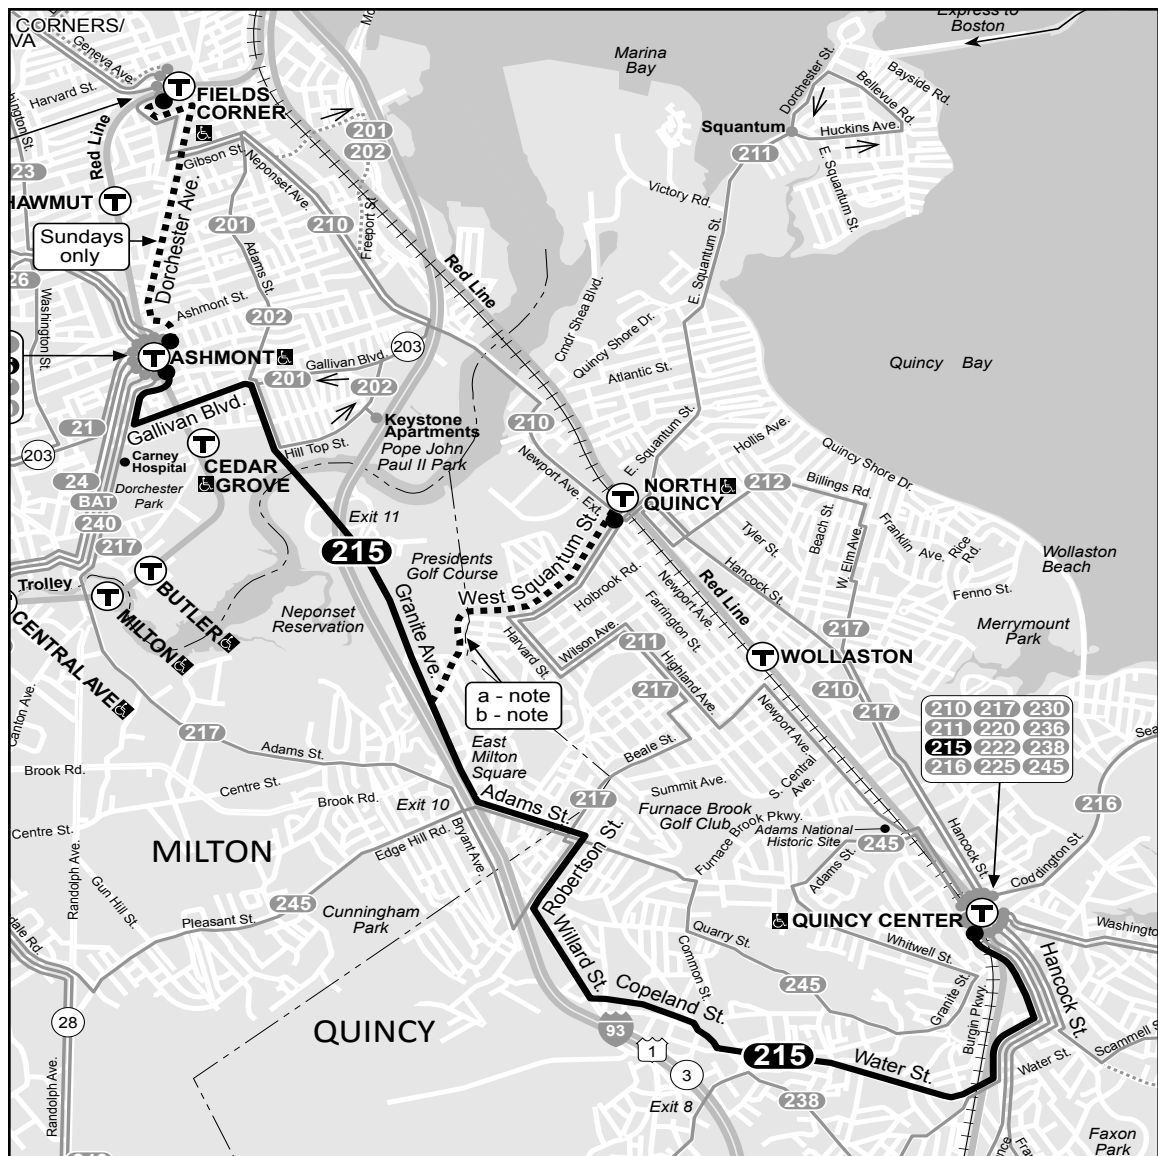 CORNERS/
VA
Geneva Ave.
Harvard St.
FIELDS
CORNER
Red Line
23
HAWMUT
Sundays
only
Dorchester Ave.
Gibson St.
Neponset Ave.
201
202
210
Freeport St.
201
Adams St.
202
Ashmont St.
26
Washington St.
ASHMONT
Gallivan Blvd.
203
201
202
Gallivan Blvd.
Hill Top St.
Keystone
Apartments
Pope John
Paul II Park
21
203
24
BAT
240
217
Carney
Hospital
Dorchester
Park
CEDAR
GROVE
Trolley
BUTLER
MILTON
CENTRAL AVE
Neponset
Reservation
Exit 11
215
Granite Ave.
Presidents
Golf Course
West Squantum St.
a - note
b - note
East
Milton
Square
Marina
Bay
Express to
Boston
Dorchester St.
Bayside Rd.
Bellevue Rd.
Squantum
Huckins Ave.
211
E. Squantum St.
Victory Rd.
E. Squantum St.
Red Line
Cmdr Shea Blvd.
Quincy Shore Dr.
Atlantic St.
Quincy Bay
210
Newport Ave. Ext.
E. Squantum St.
Hollis Ave.
Quincy Shore Dr.
NORTH
QUINCY
212
Billings Rd.
Beach St.
Tyler St.
W. Elm Ave.
Franklin Ave.
Rice
Rd.
Wollaston
Beach
Fenno St.
Merrymount
Park
Hancock St.
Red Line
Holbrook Rd.
Newport Ave.
Farrington St.
Harvard St.
Wilson Ave.
211
Highland Ave.
217
WOLLASTON
217
210
217
Newport Ave.
Beale St.
Summit Ave.
S. Central
Ave.
Furnace Brook
Golf Club
Furnace Brook Pkwy.
Adams National
Historic Site
245
Adams St.
210 217 230
211 220 236
215 222 238
216 225 245
Sea
216
Hancock St.
Coddington St.
Washington
QUINCY CENTER
Whitwell St.
Hancock St.
Granite St.
Burgin Pkwy.
Water St.
Scammell S
Canton Ave.
217
Adams St.
Brook Rd.
Centre St.
Brook Rd.
Exit 10
Adams St.
217
Centre St.
MILTON
Edge Hill Rd.
Bryant Ave.
Robertson St.
Randolph Ave.
Gun Hill St.
245
Pleasant St.
Cunningham
Park
Willard St.
Quarry St.
Common St.
245
dale Rd.
Copeland St.
QUINCY
28
93
1
3
215
Water St.
Exit 8
238
Randolph Ave.
Faxon
Park